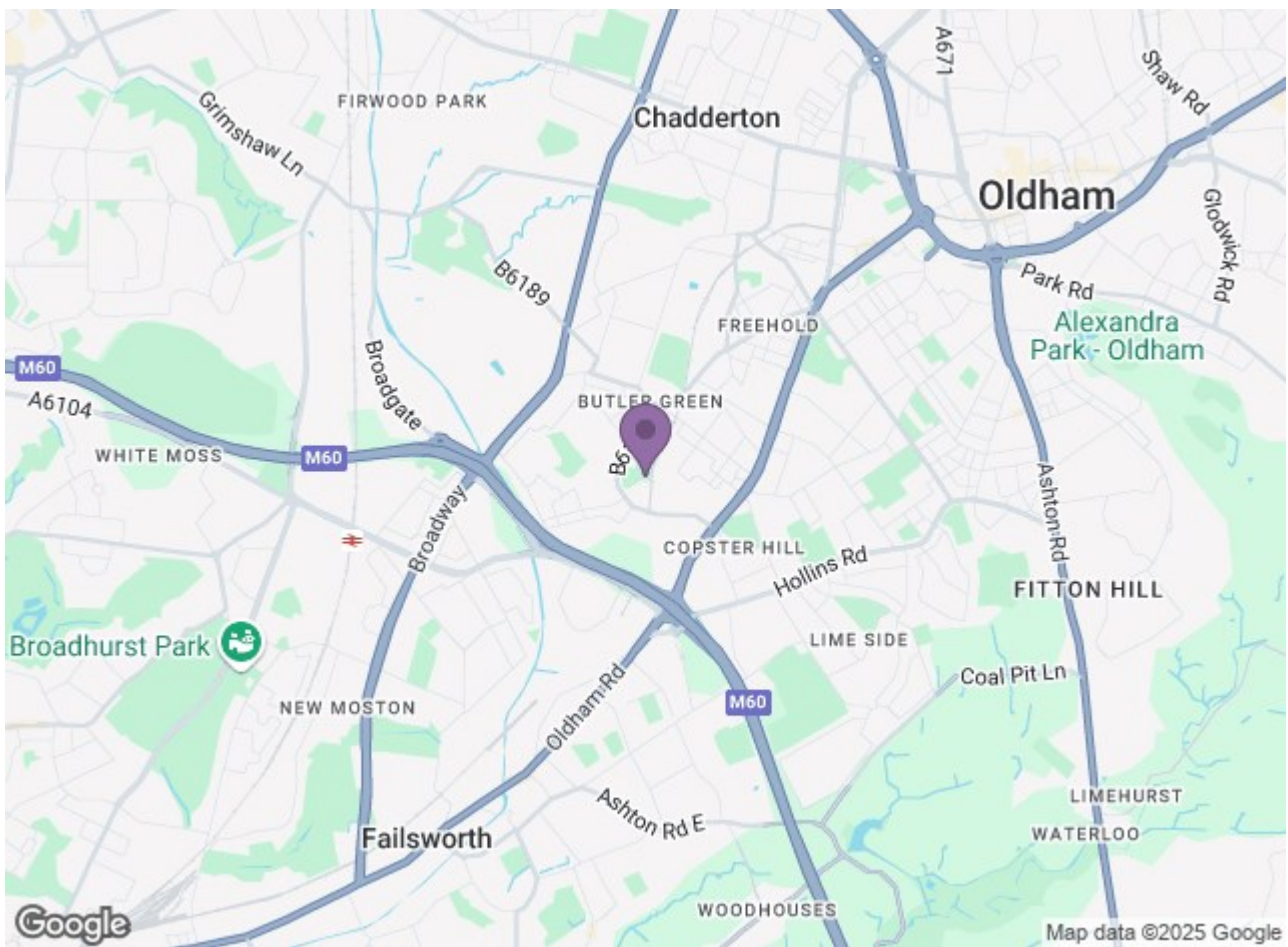 A671
Shaw Rd
FIRWOOD PARK
Chadderton
Grimshaw Ln
Oldham
Glodwick Rd
B6189
Park Rd
FREEHOLD
Alexandra
Park - Oldham
M60
A6104
Broadgate
BUTLER GREEN
WHITE MOSS
M60
Broadway
Ashton Rd
COPSTER HILL
Hollins Rd
FITTON HILL
Broadhurst Park
LIME SIDE
Coal Pit Ln
NEW MOSTON
M60
Oldham Rd
Ashton Rd E
LIMEHURST
Failsworth
WATERLOO
WOODHOUSES
Google
Map data ©2025 Google